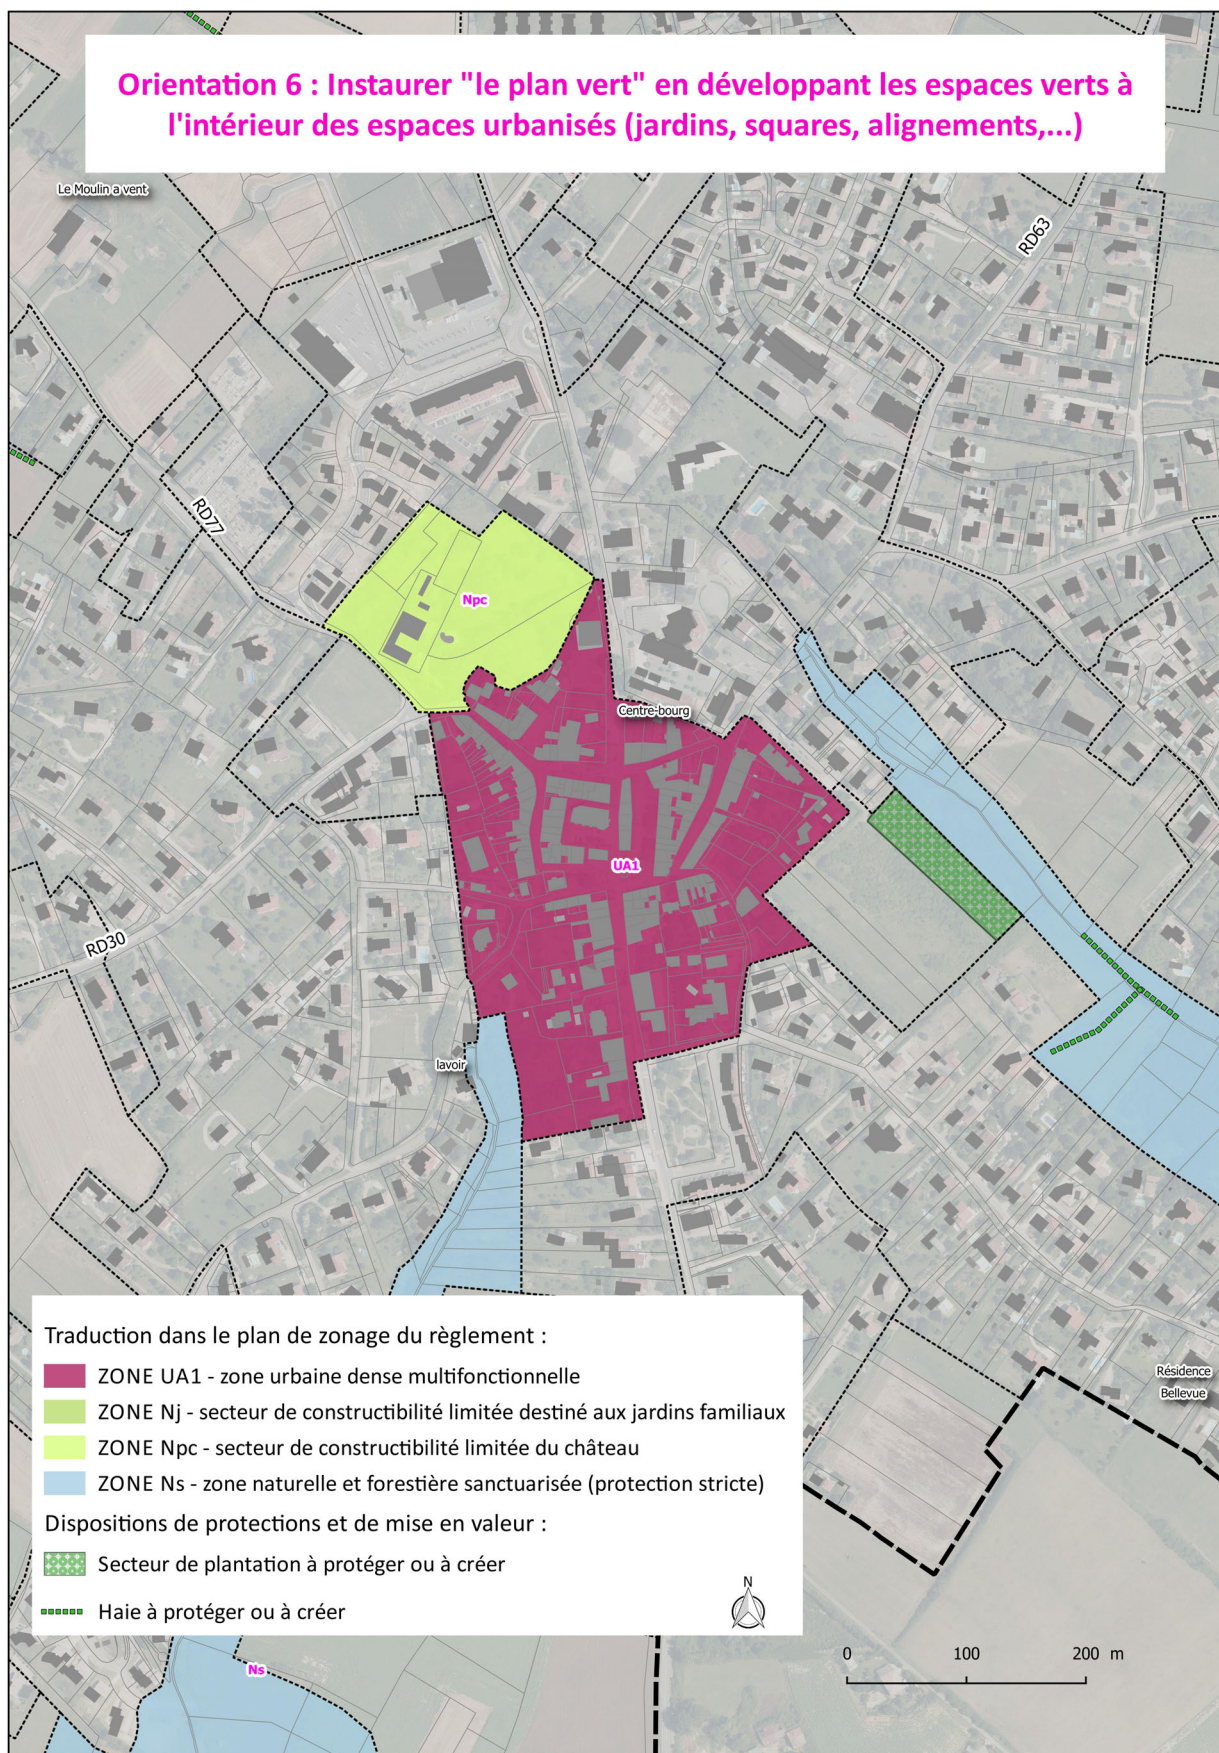 Orientation 6 : Instaurer "le plan vert" en développant les espaces verts à
l'intérieur des espaces urbanisés (jardins, squares, alignements,...)
Le Moulin a vent
RD63
RD77
Npc
Centre-bourg
UA1
RD30
lavoir
Résidence
Bellevue
Traduction dans le plan de zonage du règlement :
ZONE UA1 - zone urbaine dense multifonctionnelle
ZONE Nj - secteur de constructibilité limitée destiné aux jardins familiaux
ZONE Npc - secteur de constructibilité limitée du château
ZONE Ns - zone naturelle et forestière sanctuarisée (protection stricte)
Dispositions de protections et de mise en valeur :
Secteur de plantation à protéger ou à créer
Haie à protéger ou à créer
N
0 100 200 m
Ns